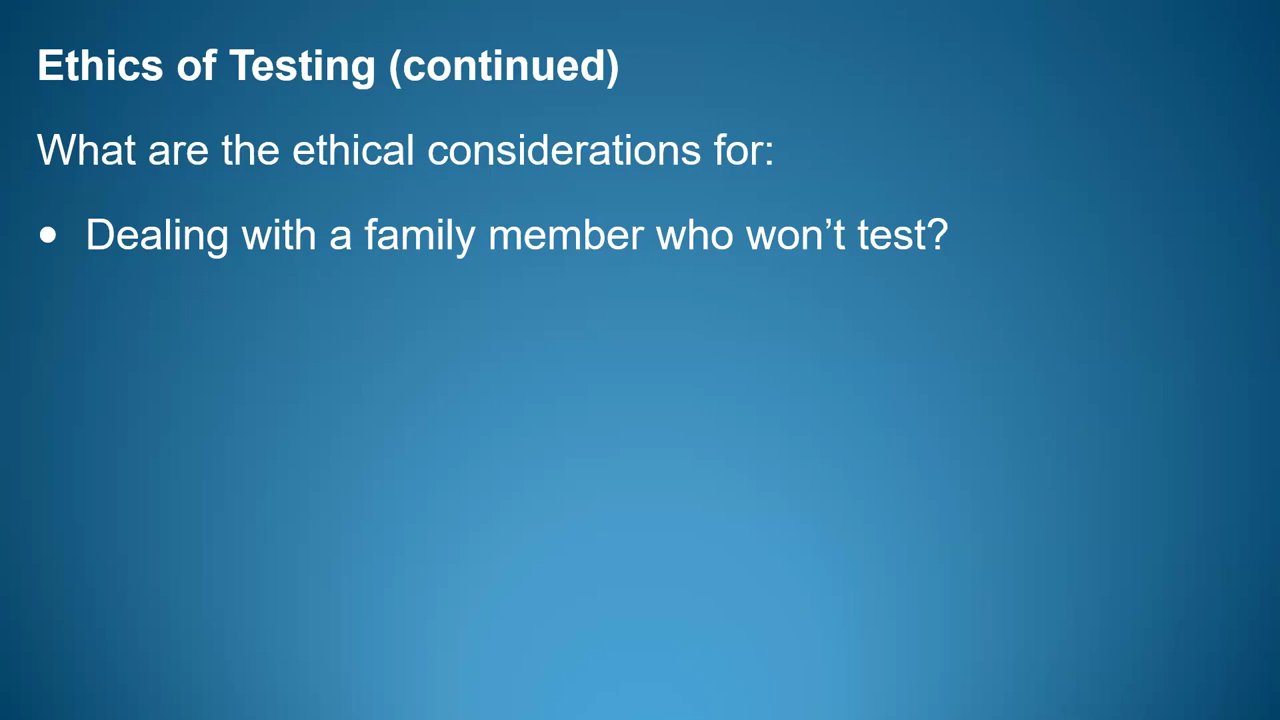 Ethics of Testing (continued)
What are the ethical considerations for:
• Dealing with a family member who won’t test?